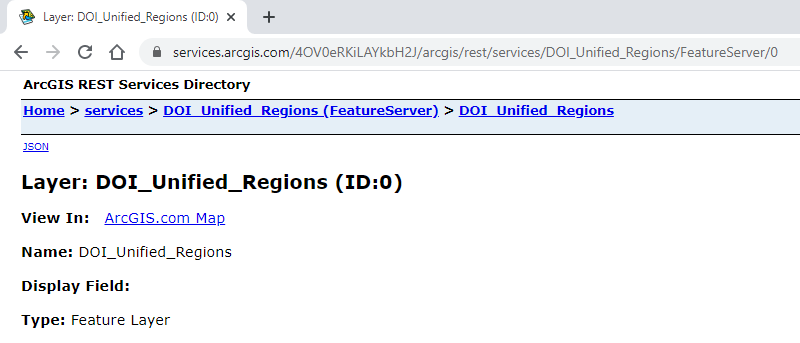 Layer: DOI_Unified_Regions (ID:0)
services.arcgis.com/4OV0eRKiLAYkbH2J/arcgis/rest/services/DOI_Unified_Regions/FeatureServer/0
ArcGIS REST Services Directory
Home > services > DOI_Unified_Regions (FeatureServer) > DOI_Unified_Regions
JSON
Layer: DOI_Unified_Regions (ID:0)
View In: ArcGIS.com Map
Name: DOI_Unified_Regions
Display Field:
Type: Feature Layer